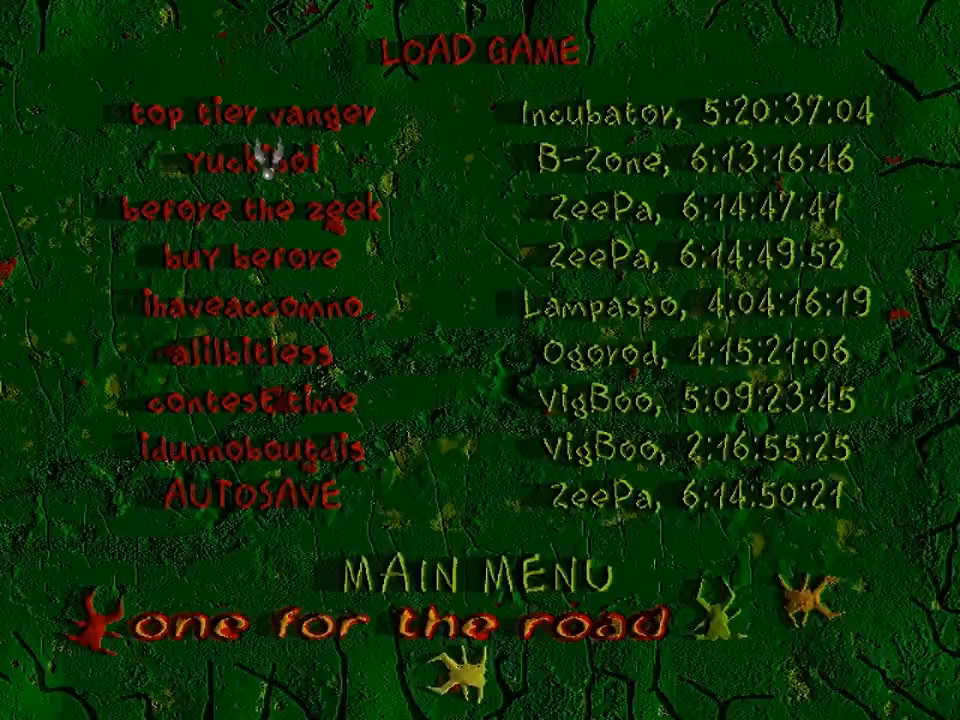 LOAD GAME
top tier vanger Incubator, 5:20:37:04
B-Zone, 6:13:16:46
before the zeek ZeePa, 6:14:47:41
buy before ZeePa, 6:14:49:52
ihaveaccomno_ Lampasso, 4:04:16:19
alilbitless Ogorod, 4:15:21:06
contest time VigBoo, 5:09:23:45
idunnoboutdis VigBoo, 2:16:55:25
AUTOSAVE ZeePa, 6:14:50:21
MAIN MENU
one for the road